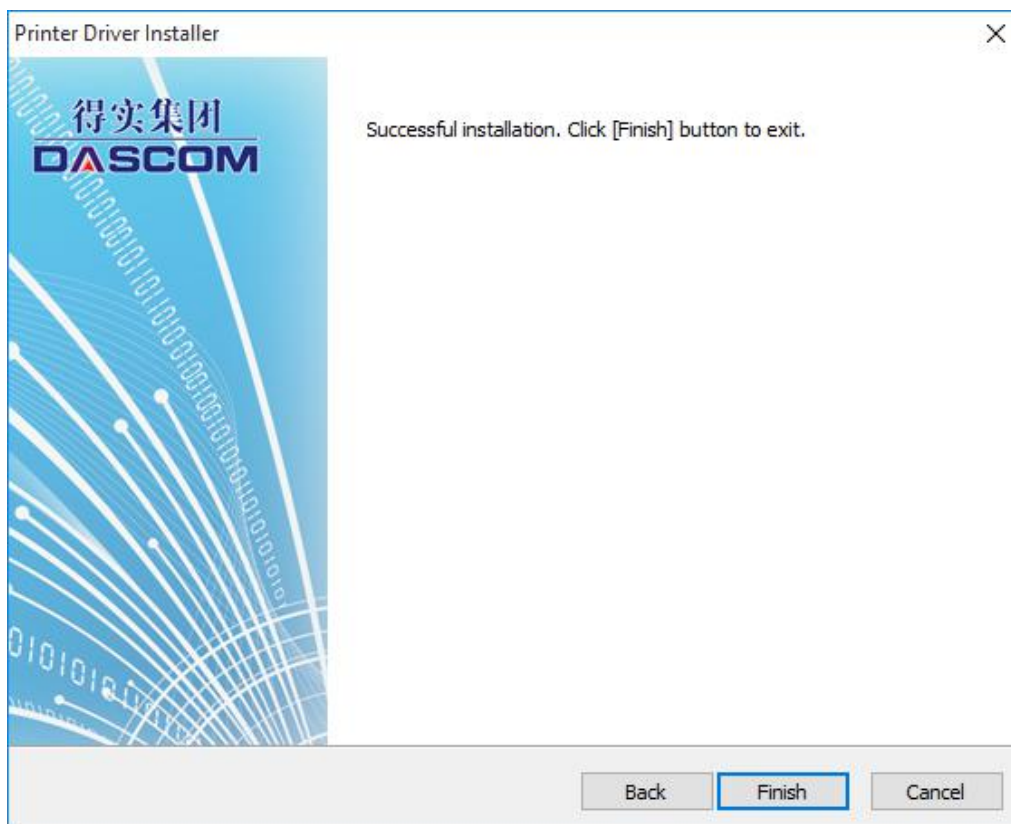 Printer Driver Installer
得实集团
DASCOM
Successful installation. Click [Finish] button to exit.
Back
Finish
Cancel